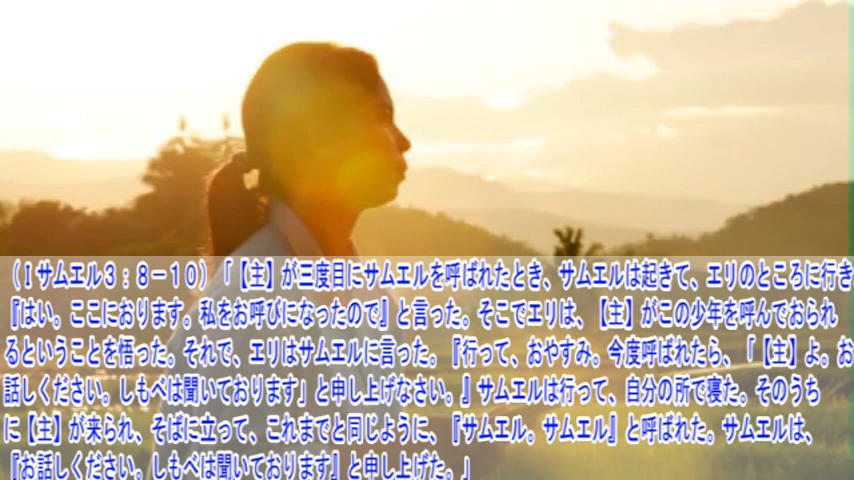 （Ⅰサムエル３：８－１０）「【主】が三度目にサムエルを呼ばれたとき、サムエルは起きて、エリのところに行き
『はい。ここにおります。私をお呼びになったので』と言った。そこでエリは、【主】がこの少年を呼んでおられ
るということを悟った。それで、エリはサムエルに言った。『行って、おやすみ。今度呼ばれたら、「【主】よ。お
話しください。しもべは聞いております」と申し上げなさい。』サムエルは行って、自分の所で寝た。そのうち
に【主】が来られ、そばに立って、これまでと同じように、『サムエル。サムエル』と呼ばれた。サムエルは、
『お話しください。しもべは聞いております』と申し上げた。」